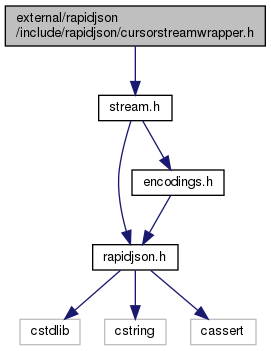 external/rapidjson
/include/rapidjson/cursorstreamwrapper.h
stream.h
encodings.h
rapidjson.h
cstdlib
cstring
cassert